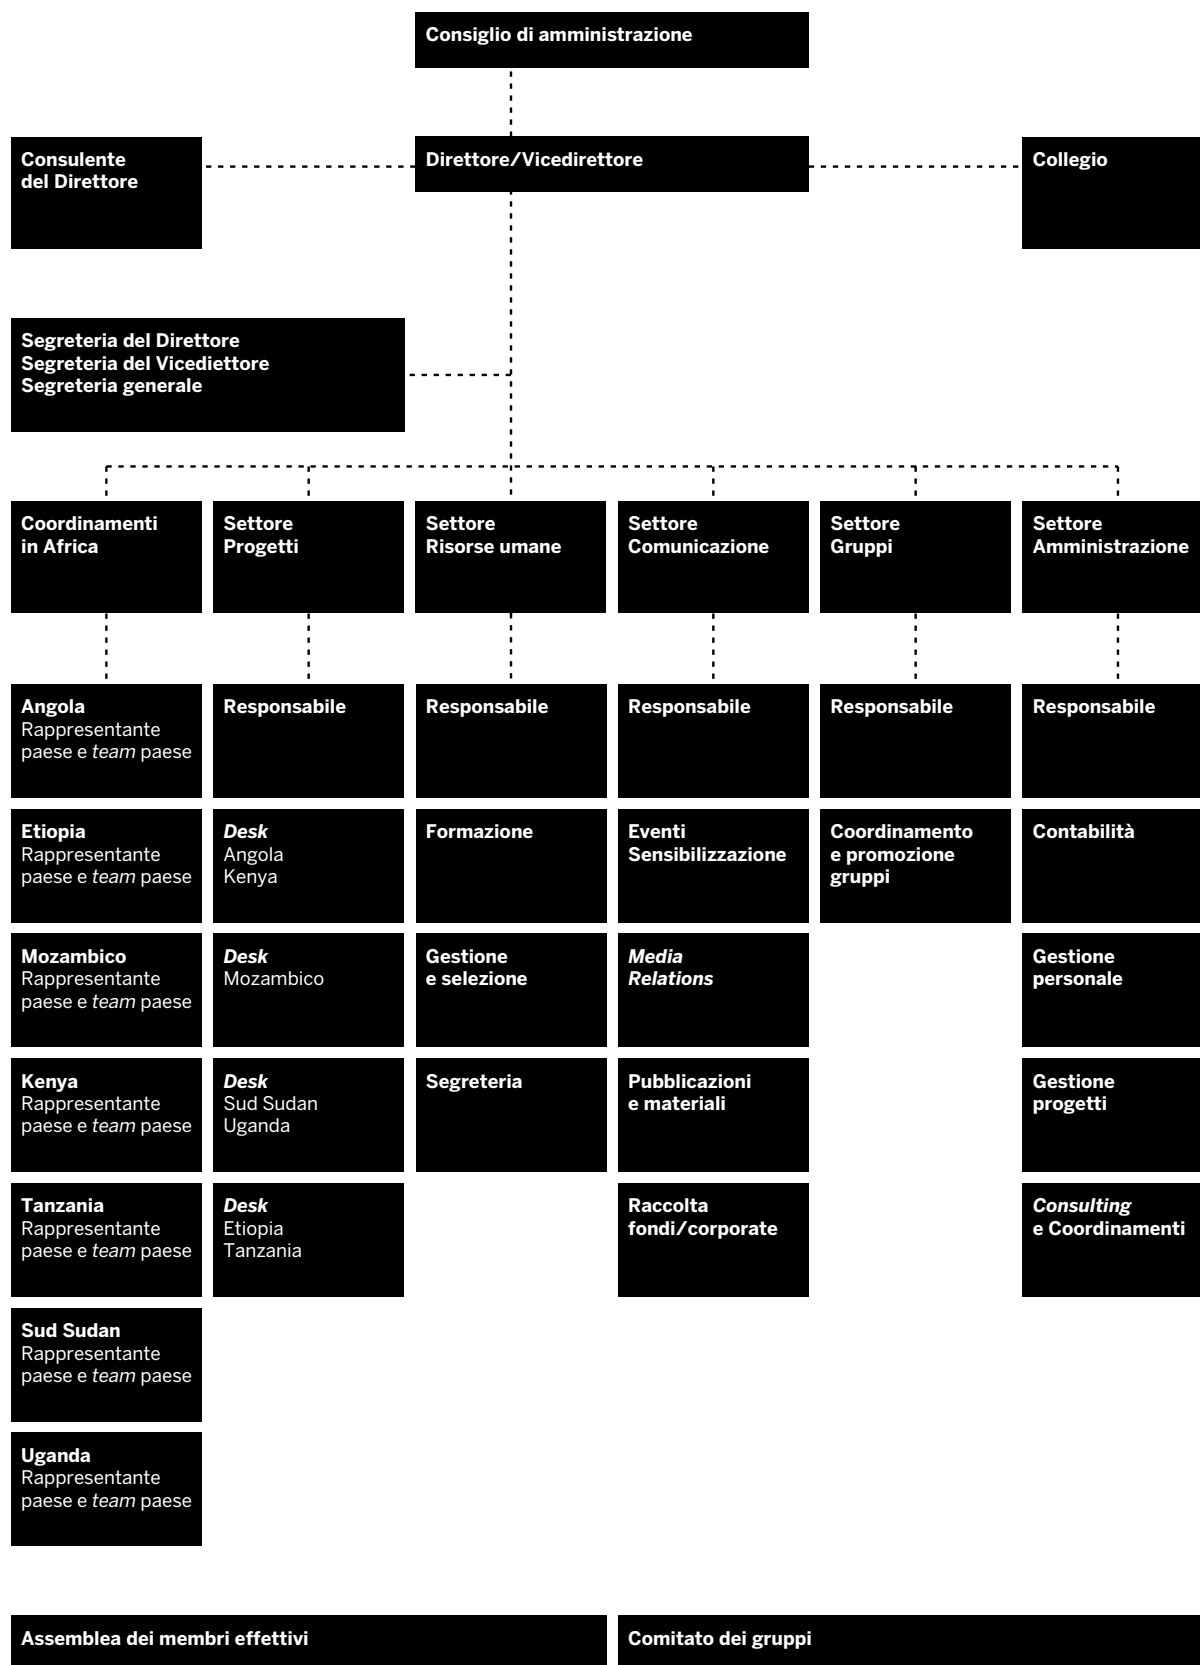 Consiglio di amministrazione
Consulente
del Direttore
Direttore/Vicedirettore
Collegio
Segreteria del Direttore
Segreteria del Vicediettore
Segreteria generale
Coordinamenti
in Africa
Settore
Progetti
Settore
Risorse umane
Settore
Comunicazione
Settore
Gruppi
Settore
Amministrazione
Angola
Rappresentante
paese e team paese
Responsabile
Responsabile
Responsabile
Responsabile
Responsabile
Etiopia
Rappresentante
paese e team paese
Desk
Angola
Kenya
Formazione
Eventi
Sensibilizzazione
Coordinamento
e promozione
gruppi
Contabilità
Mozambico
Rappresentante
paese e team paese
Desk
Mozambico
Gestione
e selezione
Media
Relations
Gestione
personale
Kenya
Rappresentante
paese e team paese
Desk
Sud Sudan
Uganda
Segreteria
Pubblicazioni
e materiali
Gestione
progetti
Tanzania
Rappresentante
paese e team paese
Desk
Etiopia
Tanzania
Raccolta
fondi/corporate
Consulting
e Coordinamenti
Sud Sudan
Rappresentante
paese e team paese
Uganda
Rappresentante
paese e team paese
Assemblea dei membri effettivi
Comitato dei gruppi